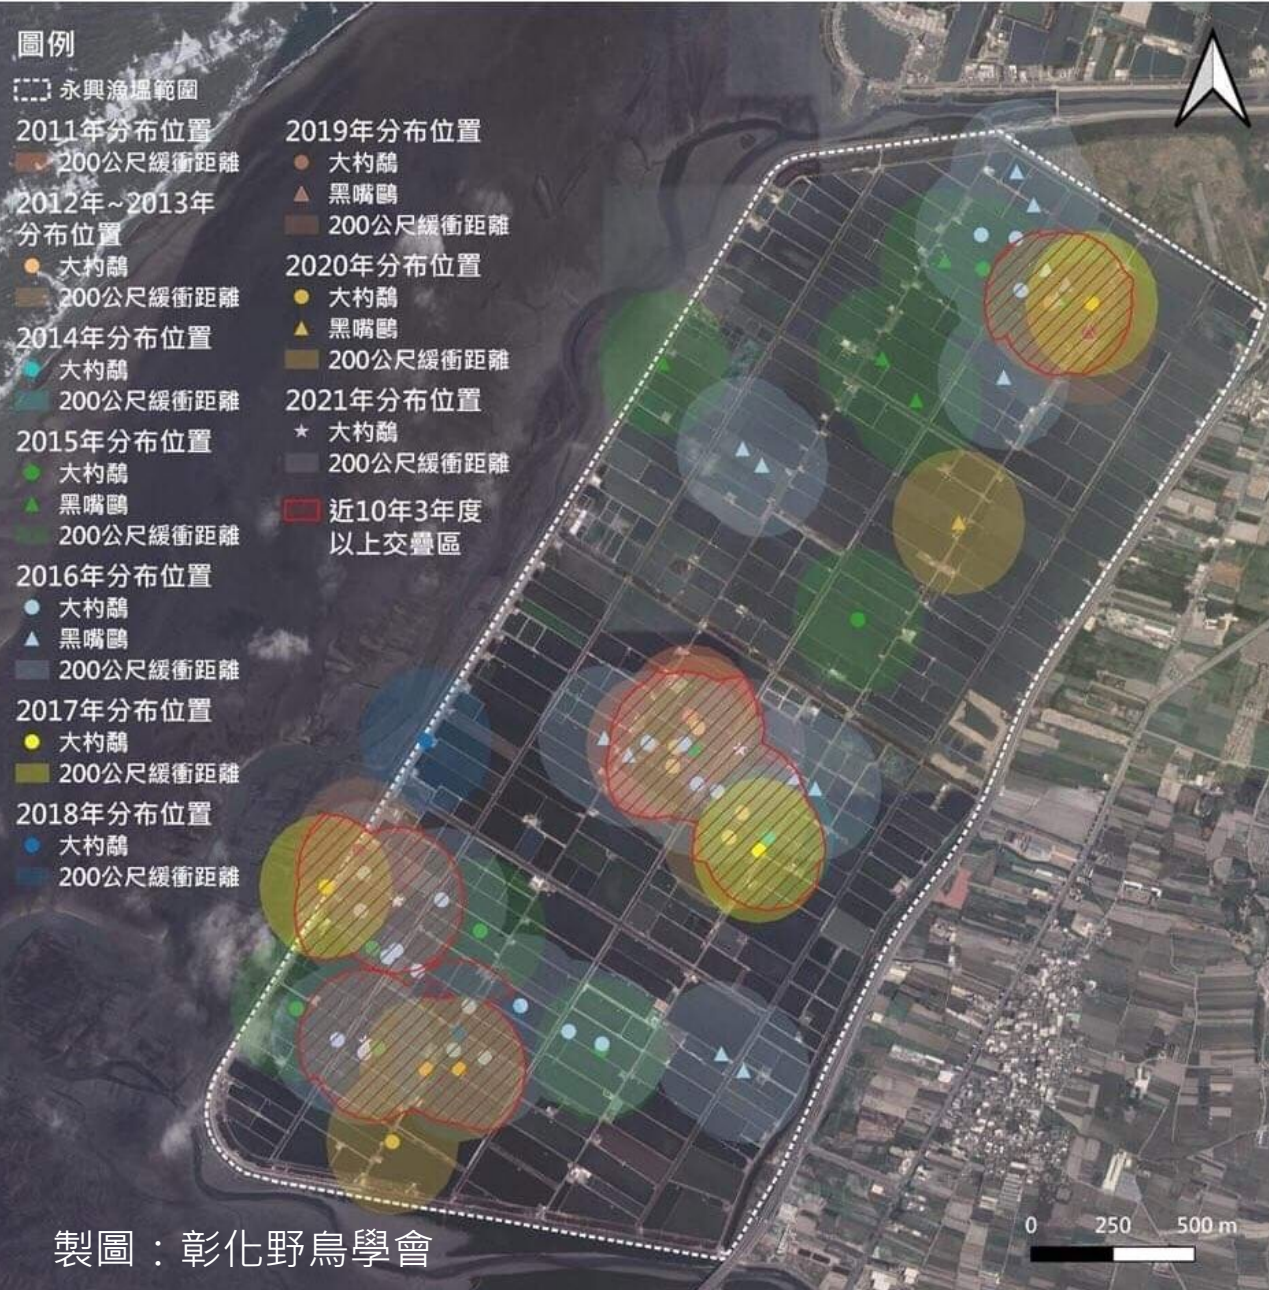 圖例
永興漁塭範圍
2011年分布位置
200公尺緩衝距離
2012年~2013年
分布位置
大杓鷸
200公尺緩衝距離
2014年分布位置
大杓鷸
200公尺緩衝距離
2015年分布位置
大杓鷸
黑嘴鷗
200公尺緩衝距離
2016年分布位置
大杓鷸
黑嘴鷗
200公尺緩衝距離
2017年分布位置
大杓鷸
200公尺緩衝距離
2018年分布位置
大杓鷸
200公尺緩衝距離
2019年分布位置
大杓鷸
黑嘴鷗
200公尺緩衝距離
2020年分布位置
大杓鷸
黑嘴鷗
200公尺緩衝距離
2021年分布位置
大杓鷸
200公尺緩衝距離
近10年3年度
以上交疊區
製圖：彰化野鳥學會
0 250 500 m